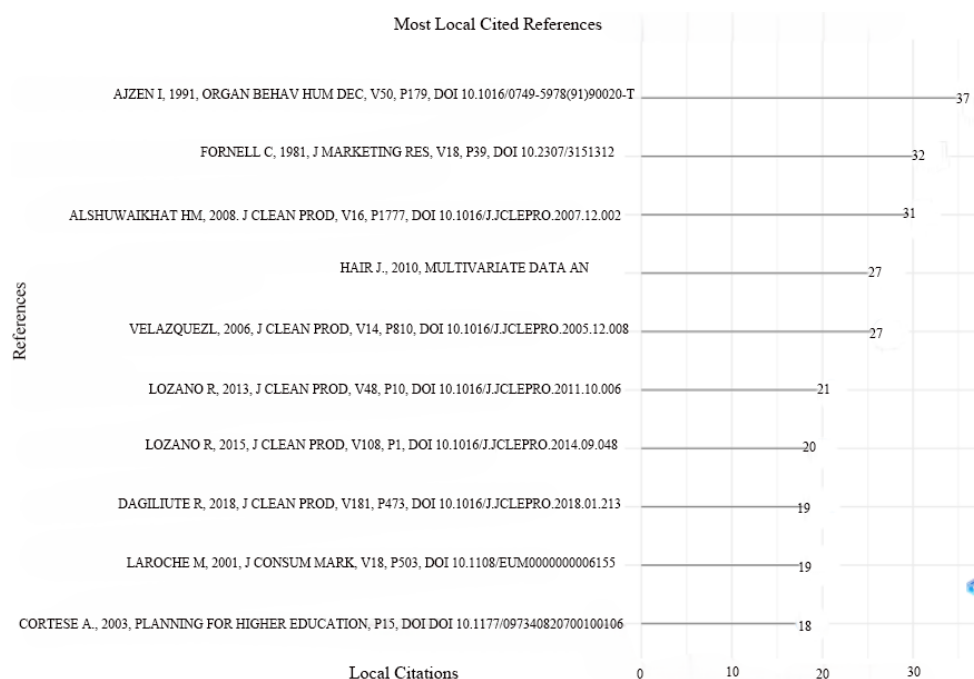 Most Local Cited References
AJZEN I, 1991, ORGAN BEHAV HUM DEC, V50, P179, DOI 10.1016/0749-5978(91)90020-T
37
FORNELL C, 1981, J MARKETING RES, V18, P39, DOI 10.2307/3151312
32
ALSHUWAIKHAT HM, 2008. J CLEAN PROD, V16, P1777, DOI 10.1016/J.JCLEPRO.2007.12.002
31
HAIR J., 2010, MULTIVARIATE DATA AN
27
VELAZQUEZL, 2006, J CLEAN PROD, V14, P810, DOI 10.1016/J.JCLEPRO.2005.12.008
27
LOZANO R, 2013, J CLEAN PROD, V48, P10, DOI 10.1016/J.JCLEPRO.2011.10.006
21
LOZANO R, 2015, J CLEAN PROD, V108, P1, DOI 10.1016/J.JCLEPRO.2014.09.048
20
DAGILIUTE R, 2018, J CLEAN PROD, V181, P473, DOI 10.1016/J.JCLEPRO.2018.01.213
19
LAROCHE M, 2001, J CONSUM MARK, V18, P503, DOI 10.1108/EUM0000000006155
19
CORTESE A., 2003, PLANNING FOR HIGHER EDUCATION, P15, DOI DOI 10.1177/097340820700100106
18
References
Local Citations
0 10 20 30